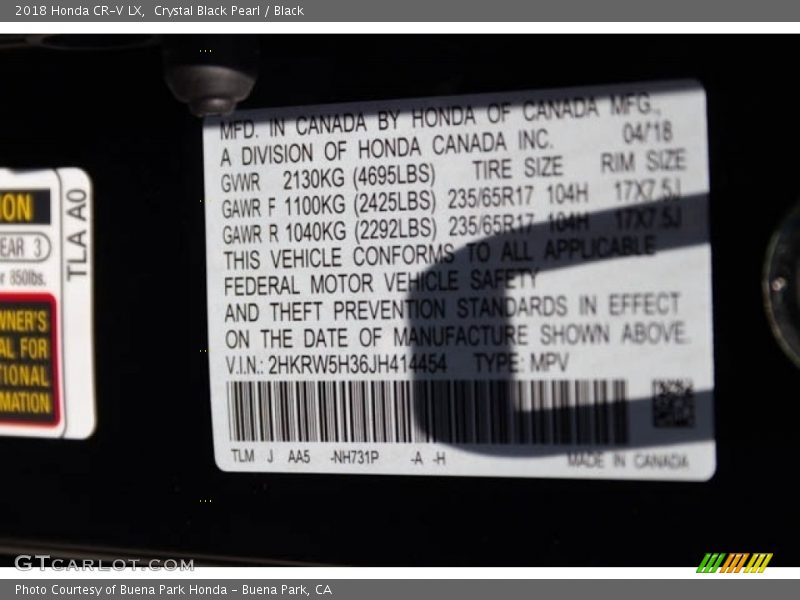 2018 Honda CR-V LX, Crystal Black Pearl / Black
MFD. IN CANADA BY HONDA OF CANADA MFG.,
A DIVISION OF HONDA CANADA INC. 04/18
GVWR 2130KG (4695LBS) TIRE SIZE RIM SIZE
GAWR F 1100KG (2425LBS) 235/65R17 104H 17X7.5J
GAWR R 1040KG (2292LBS) 235/65R17 104H 17X7.5J
THIS VEHICLE CONFORMS TO ALL APPLICABLE
FEDERAL MOTOR VEHICLE SAFETY
AND THEFT PREVENTION STANDARDS IN EFFECT
ON THE DATE OF MANUFACTURE SHOWN ABOVE.
V.I.N.: 2HKRW5H36JH414454 TYPE: MPV
TLM J AA5 -NH731P -A -H
MADE IN CANADA
ION
EAR 3
r 850lbs.
TLA A0
WNER'S
AL FOR
TIONAL
MATION
GTcarlot.com
Photo Courtesy of Buena Park Honda - Buena Park, CA